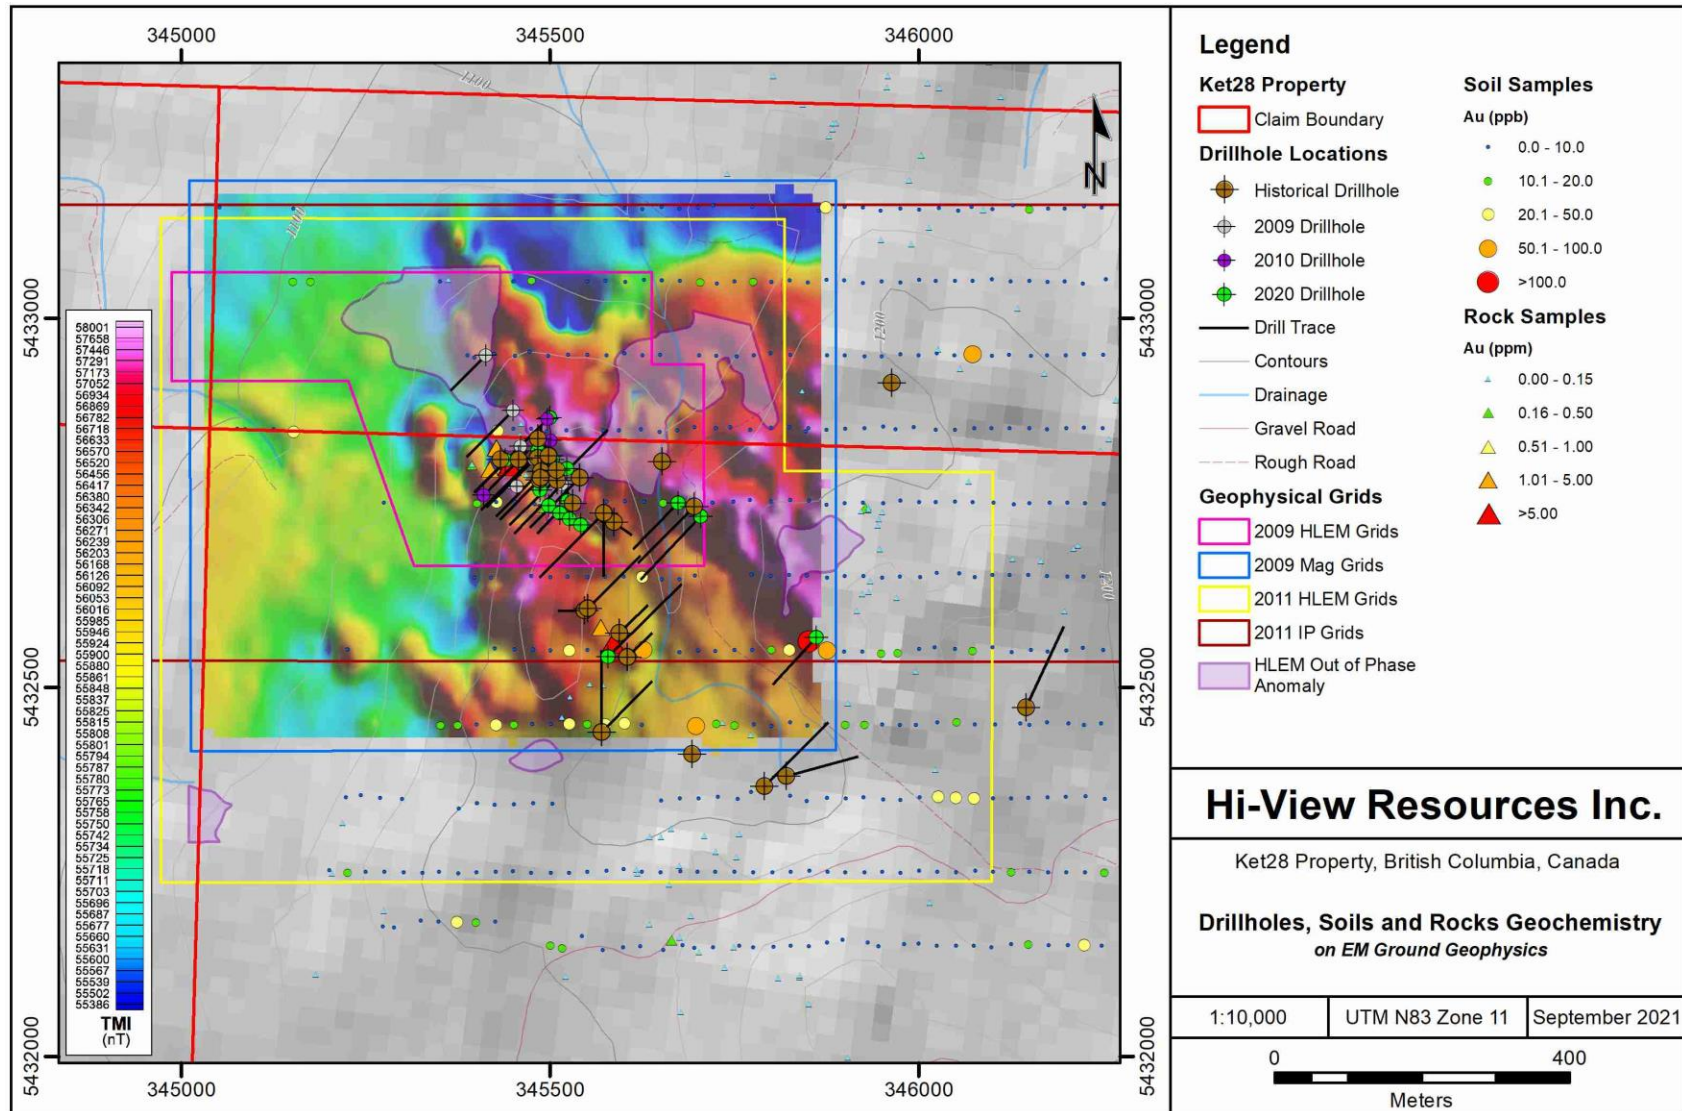 345000
345500
346000
5433000
5432500
5432000
5433000
5432500
5432000
345000
345500
346000
1100
1100
1200
1200
58001
57658
57446
57291
57173
57052
56934
56869
56782
56718
56633
56570
56520
56456
56417
56380
56342
56306
56271
56239
56203
56168
56126
56092
56053
56016
55985
55946
55924
55900
55880
55861
55848
55837
55825
55815
55808
55801
55794
55787
55780
55773
55765
55758
55750
55742
55734
55725
55718
55711
55703
55696
55687
55677
55660
55631
55600
55567
55539
55502
55386
TMI
(nT)
N
Legend
Ket28 Property
Claim Boundary
Drillhole Locations
Historical Drillhole
2009 Drillhole
2010 Drillhole
2020 Drillhole
Drill Trace
Contours
Drainage
Gravel Road
Rough Road
Geophysical Grids
2009 HLEM Grids
2009 Mag Grids
2011 HLEM Grids
2011 IP Grids
HLEM Out of Phase
Anomaly
Soil Samples
Au (ppb)
0.0 - 10.0
10.1 - 20.0
20.1 - 50.0
50.1 - 100.0
>100.0
Rock Samples
Au (ppm)
0.00 - 0.15
0.16 - 0.50
0.51 - 1.00
1.01 - 5.00
>5.00
Hi-View Resources Inc.
Ket28 Property, British Columbia, Canada
Drillholes, Soils and Rocks Geochemistry
on EM Ground Geophysics
1:10,000
UTM N83 Zone 11
September 2021
0 400
Meters